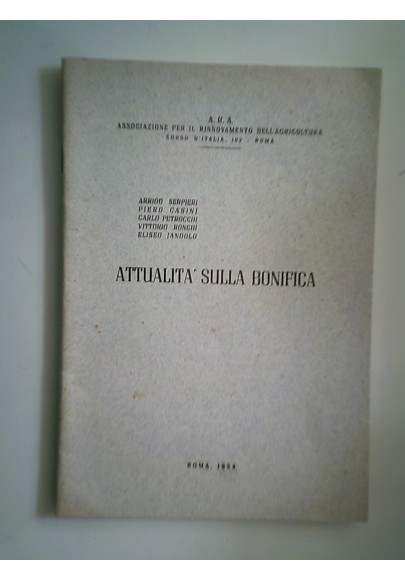 A. R. A.
ASSOCIAZIONE PER IL RINNOVAMENTO DELL'AGRICOLTURA
CORSO D'ITALIA, 102 - ROMA
ARRIGO SERPIERI
PIERO CASINI
CARLO PETROCCHI
VITTORIO RONCHI
ELISEO JANDOLO
ATTUALITA' SULLA BONIFICA
ROMA, 1954